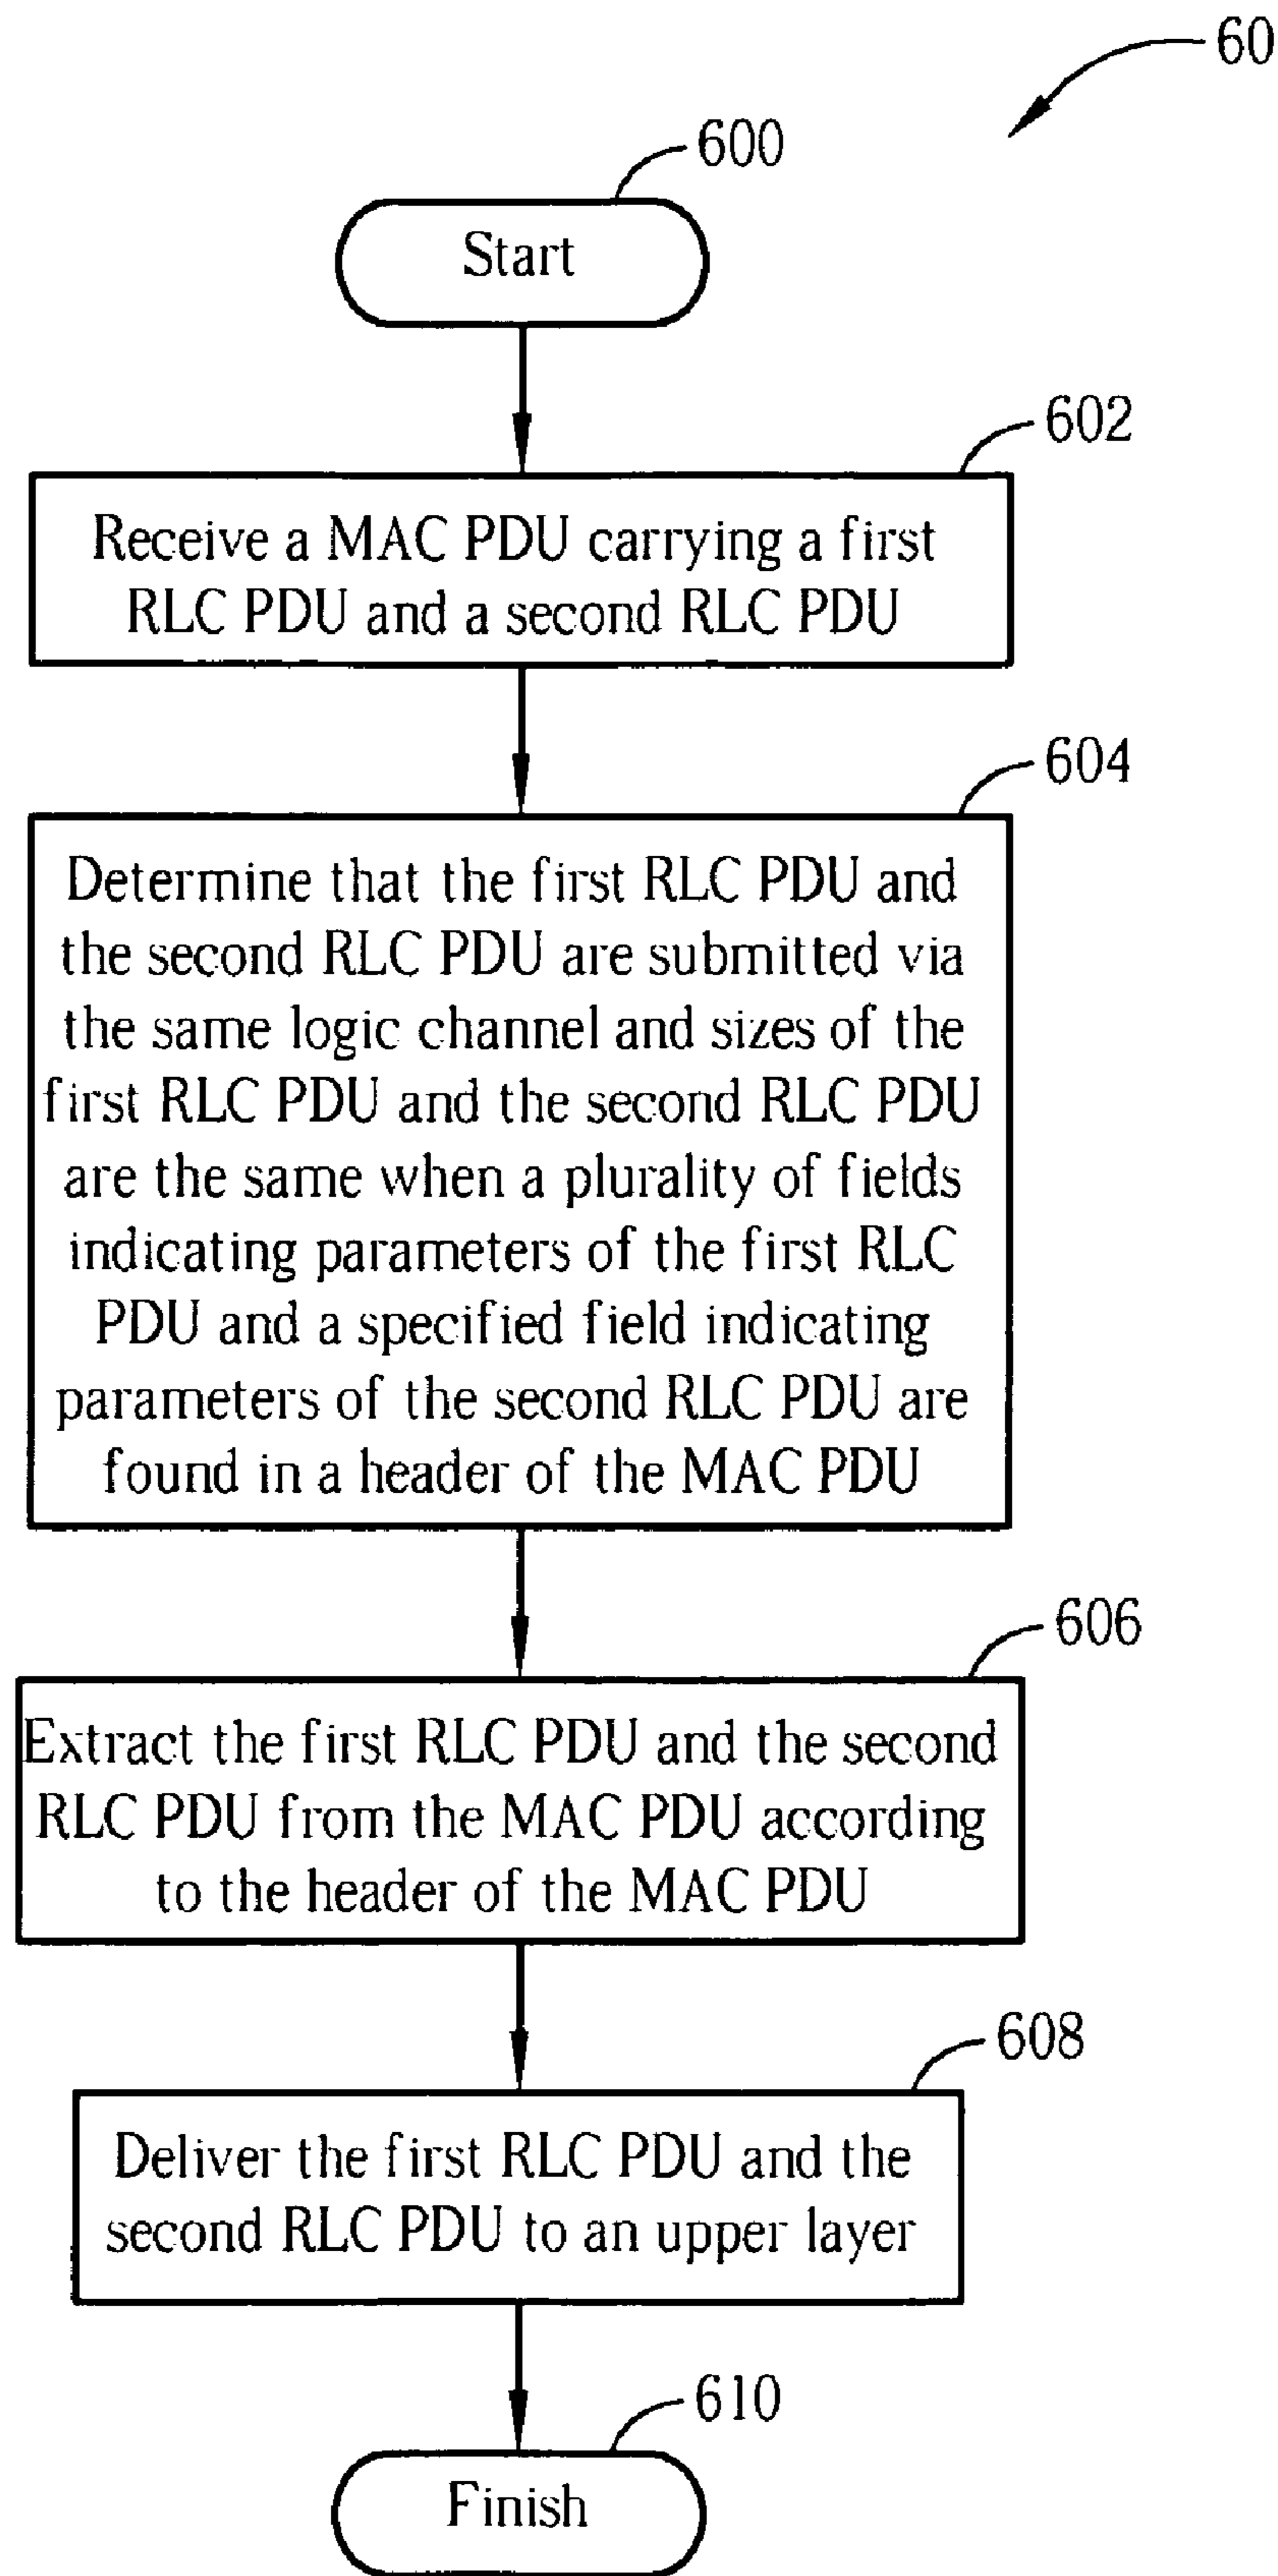 60
600
Start
602
Receive a MAC PDU carrying a first
RLC PDU and a second RLC PDU
604
Determine that the first RLC PDU and
the second RLC PDU are submitted via
the same logic channel and sizes of the
first RLC PDU and the second RLC PDU
are the same when a plurality of fields
indicating parameters of the first RLC
PDU and a specified field indicating
parameters of the second RLC PDU are
found in a header of the MAC PDU
606
Extract the first RLC PDU and the second
RLC PDU from the MAC PDU according
to the header of the MAC PDU
608
Deliver the first RLC PDU and the
second RLC PDU to an upper layer
610
Finish